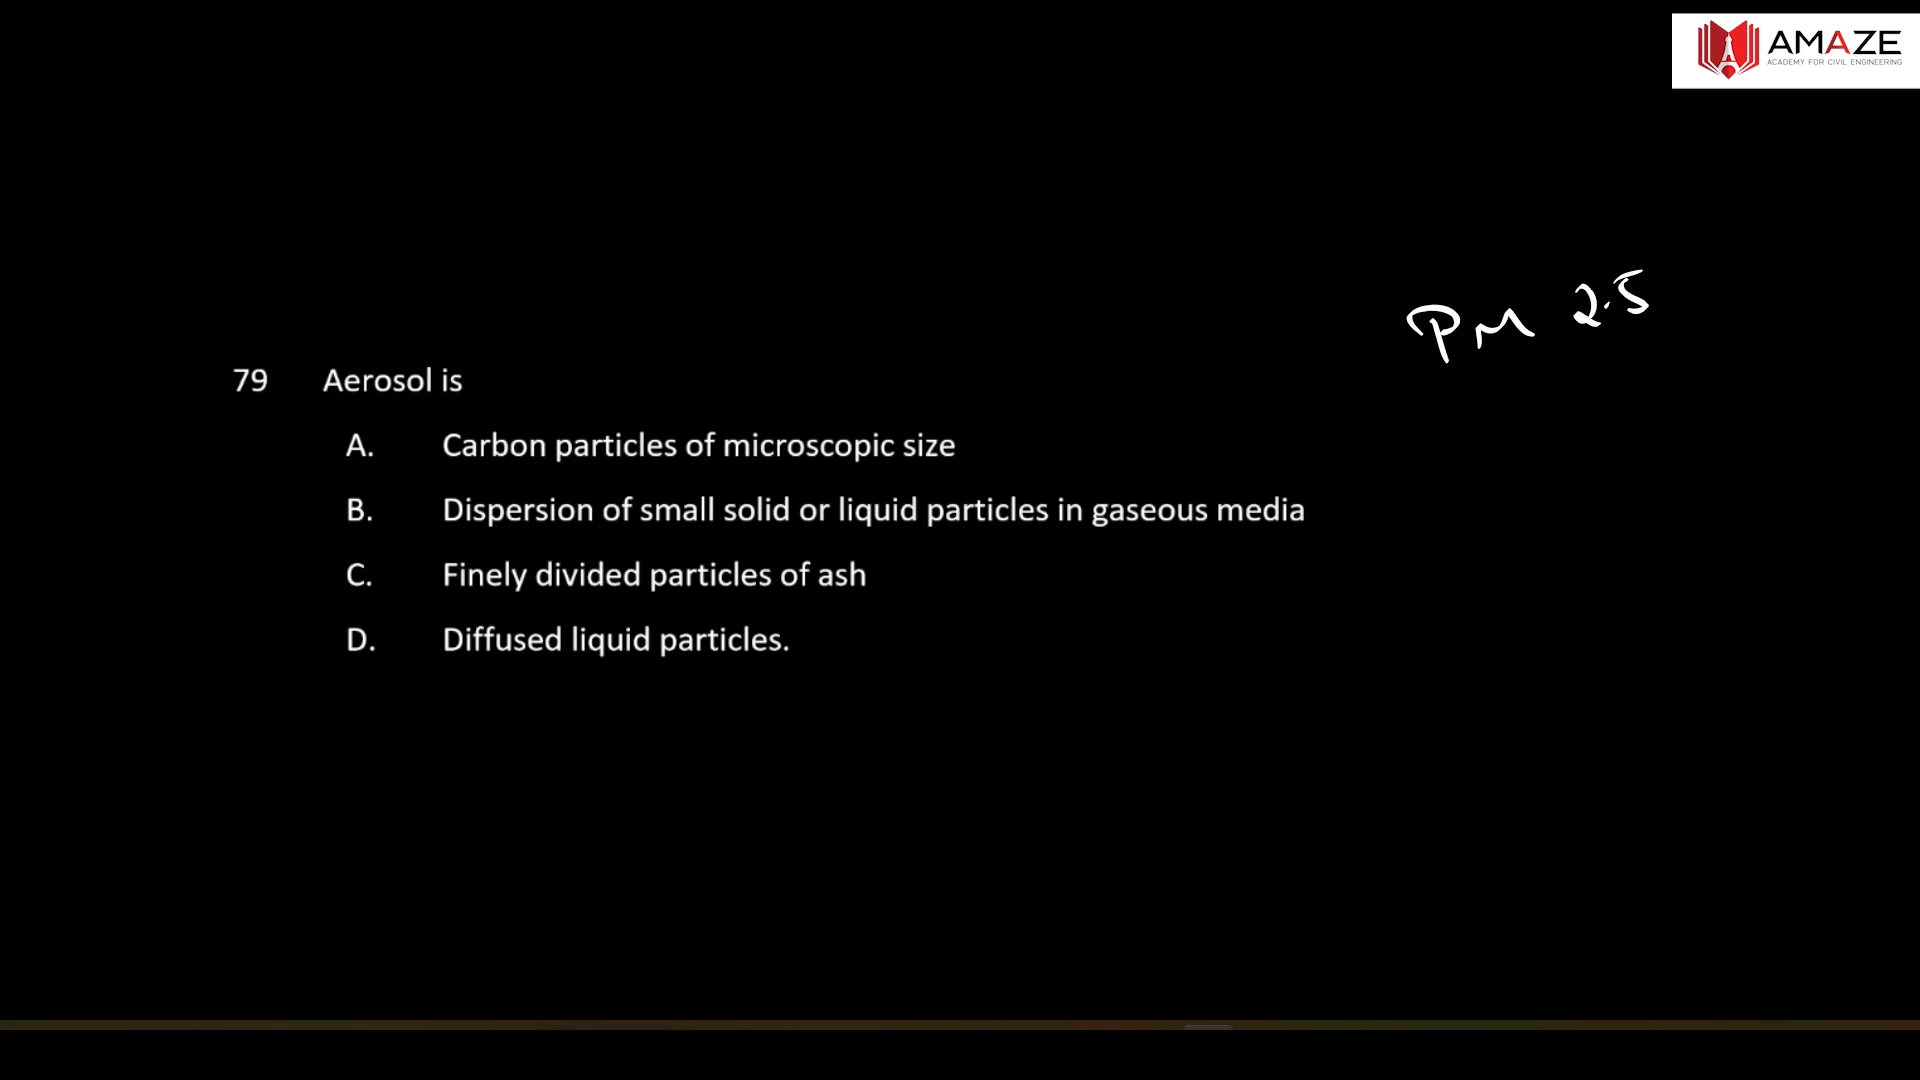 AMAZE
ACADEMY FOR CIVIL ENGINEERING
PM 2.5
79 Aerosol is
A. Carbon particles of microscopic size
B. Dispersion of small solid or liquid particles in gaseous media
C. Finely divided particles of ash
D. Diffused liquid particles.